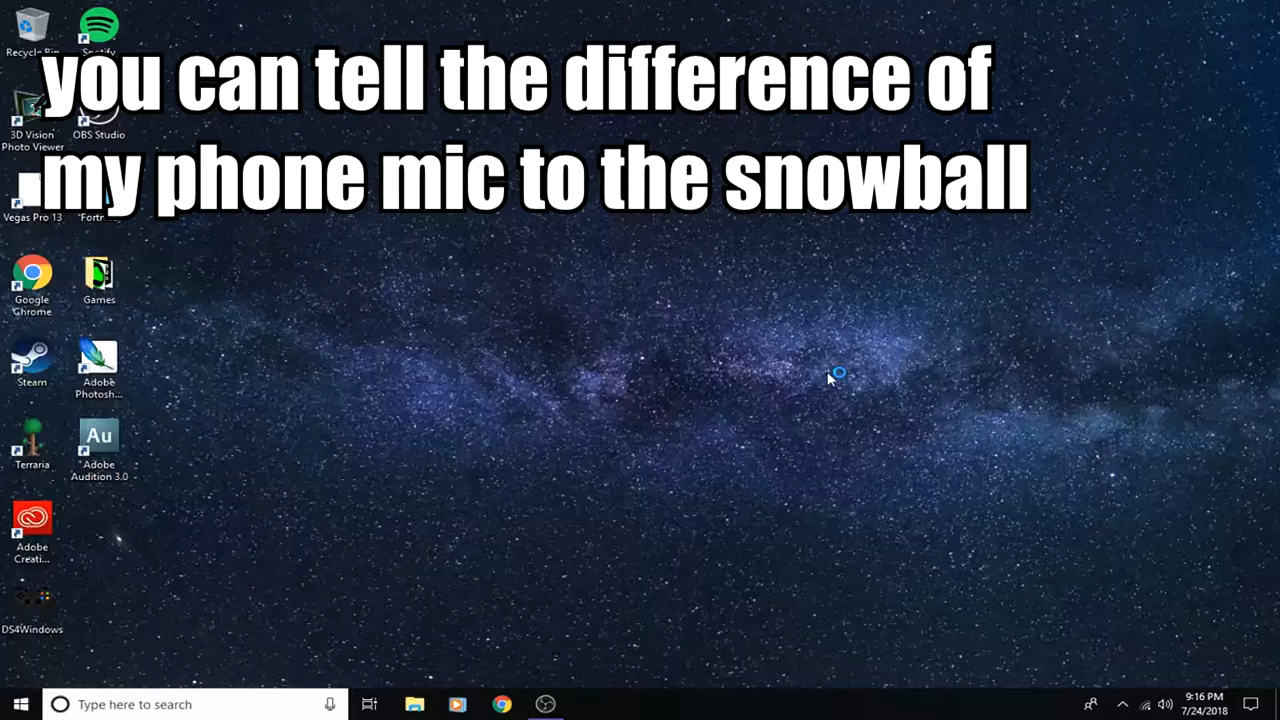 you can tell the difference of
my phone mic to the snowball
Recycle Bin
Spotify
3D Vision
Photo Viewer
OBS Studio
Vegas Pro 13
Google
Chrome
Games
Steam
Adobe
Photosh...
Terraria
Au
Adobe
Audition 3.0
Adobe
Creati...
DS4Windows
Type here to search
9:16 PM
7/24/2018